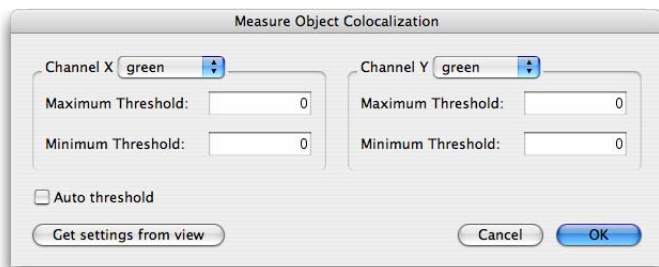 Measure Object Colocalization
Channel X green
Maximum Threshold: 0
Minimum Threshold: 0
Channel Y green
Maximum Threshold: 0
Minimum Threshold: 0
Auto threshold
Get settings from view
Cancel
OK